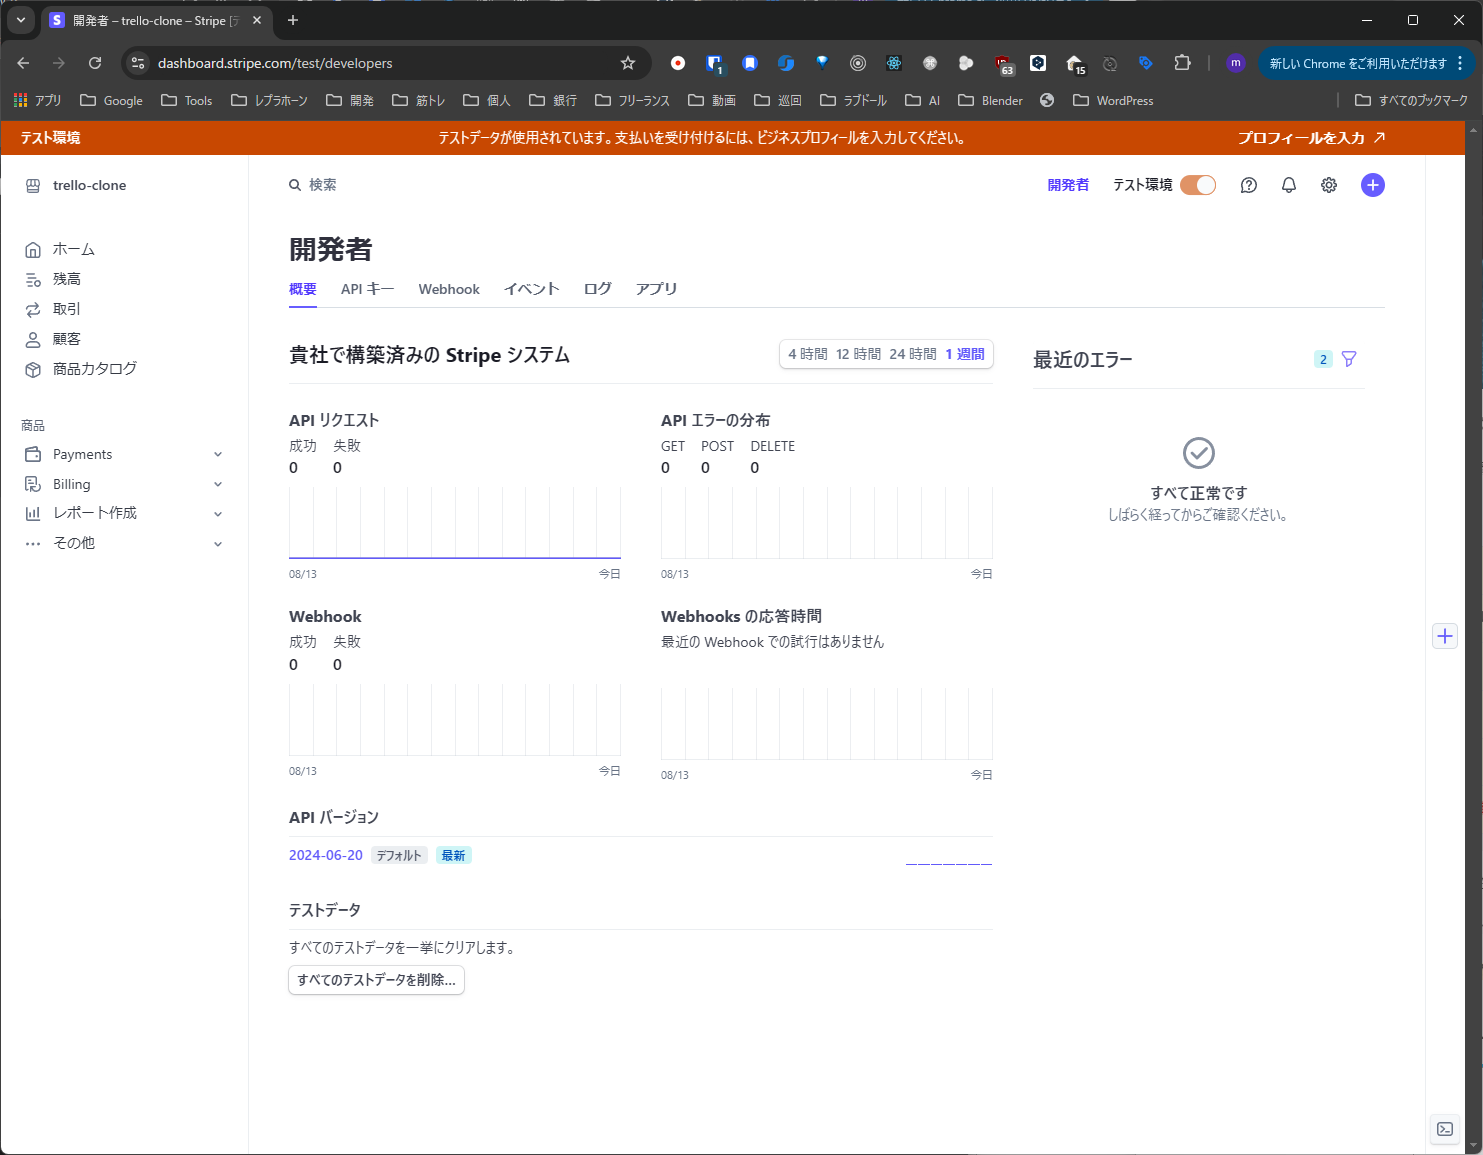 開発者 – trello-clone – Stripe [テ
dashboard.stripe.com/test/developers
1
63
15
m
新しい Chrome をご利用いただけます
アプリ Google Tools レプラホーン 開発 筋トレ 個人 銀行 フリーランス 動画 巡回 ラブドール AI Blender WordPress すべてのブックマーク
テスト環境 テストデータが使用されています。支払いを受け付けるには、ビジネスプロフィールを入力してください。 プロフィールを入力
trello-clone
検索
開発者 テスト環境
ホーム
残高
取引
顧客
商品カタログ
商品
Payments
Billing
レポート作成
その他
開発者
概要 API キー Webhook イベント ログ アプリ
貴社で構築済みの Stripe システム
4 時間 12 時間 24 時間 1 週間
API リクエスト
成功 失敗
0 0
08/13 今日
API エラーの分布
GET POST DELETE
0 0 0
08/13 今日
Webhook
成功 失敗
0 0
08/13 今日
Webhooks の応答時間
最近の Webhook での試行はありません
08/13 今日
API バージョン
2024-06-20 デフォルト 最新
テストデータ
すべてのテストデータを一挙にクリアします。
すべてのテストデータを削除...
最近のエラー 2
すべて正常です
しばらく経ってからご確認ください。